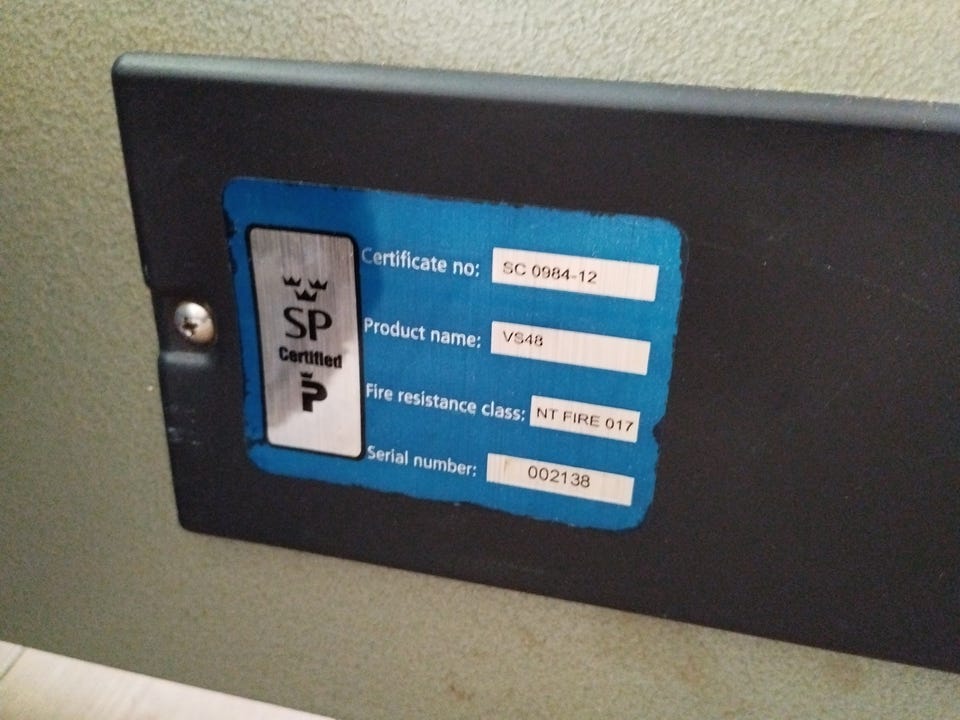 SP
Certified
P
Certificate no: SC 0984-12
Product name: VS48
Fire resistance class: NT FIRE 017
Serial number: 002138